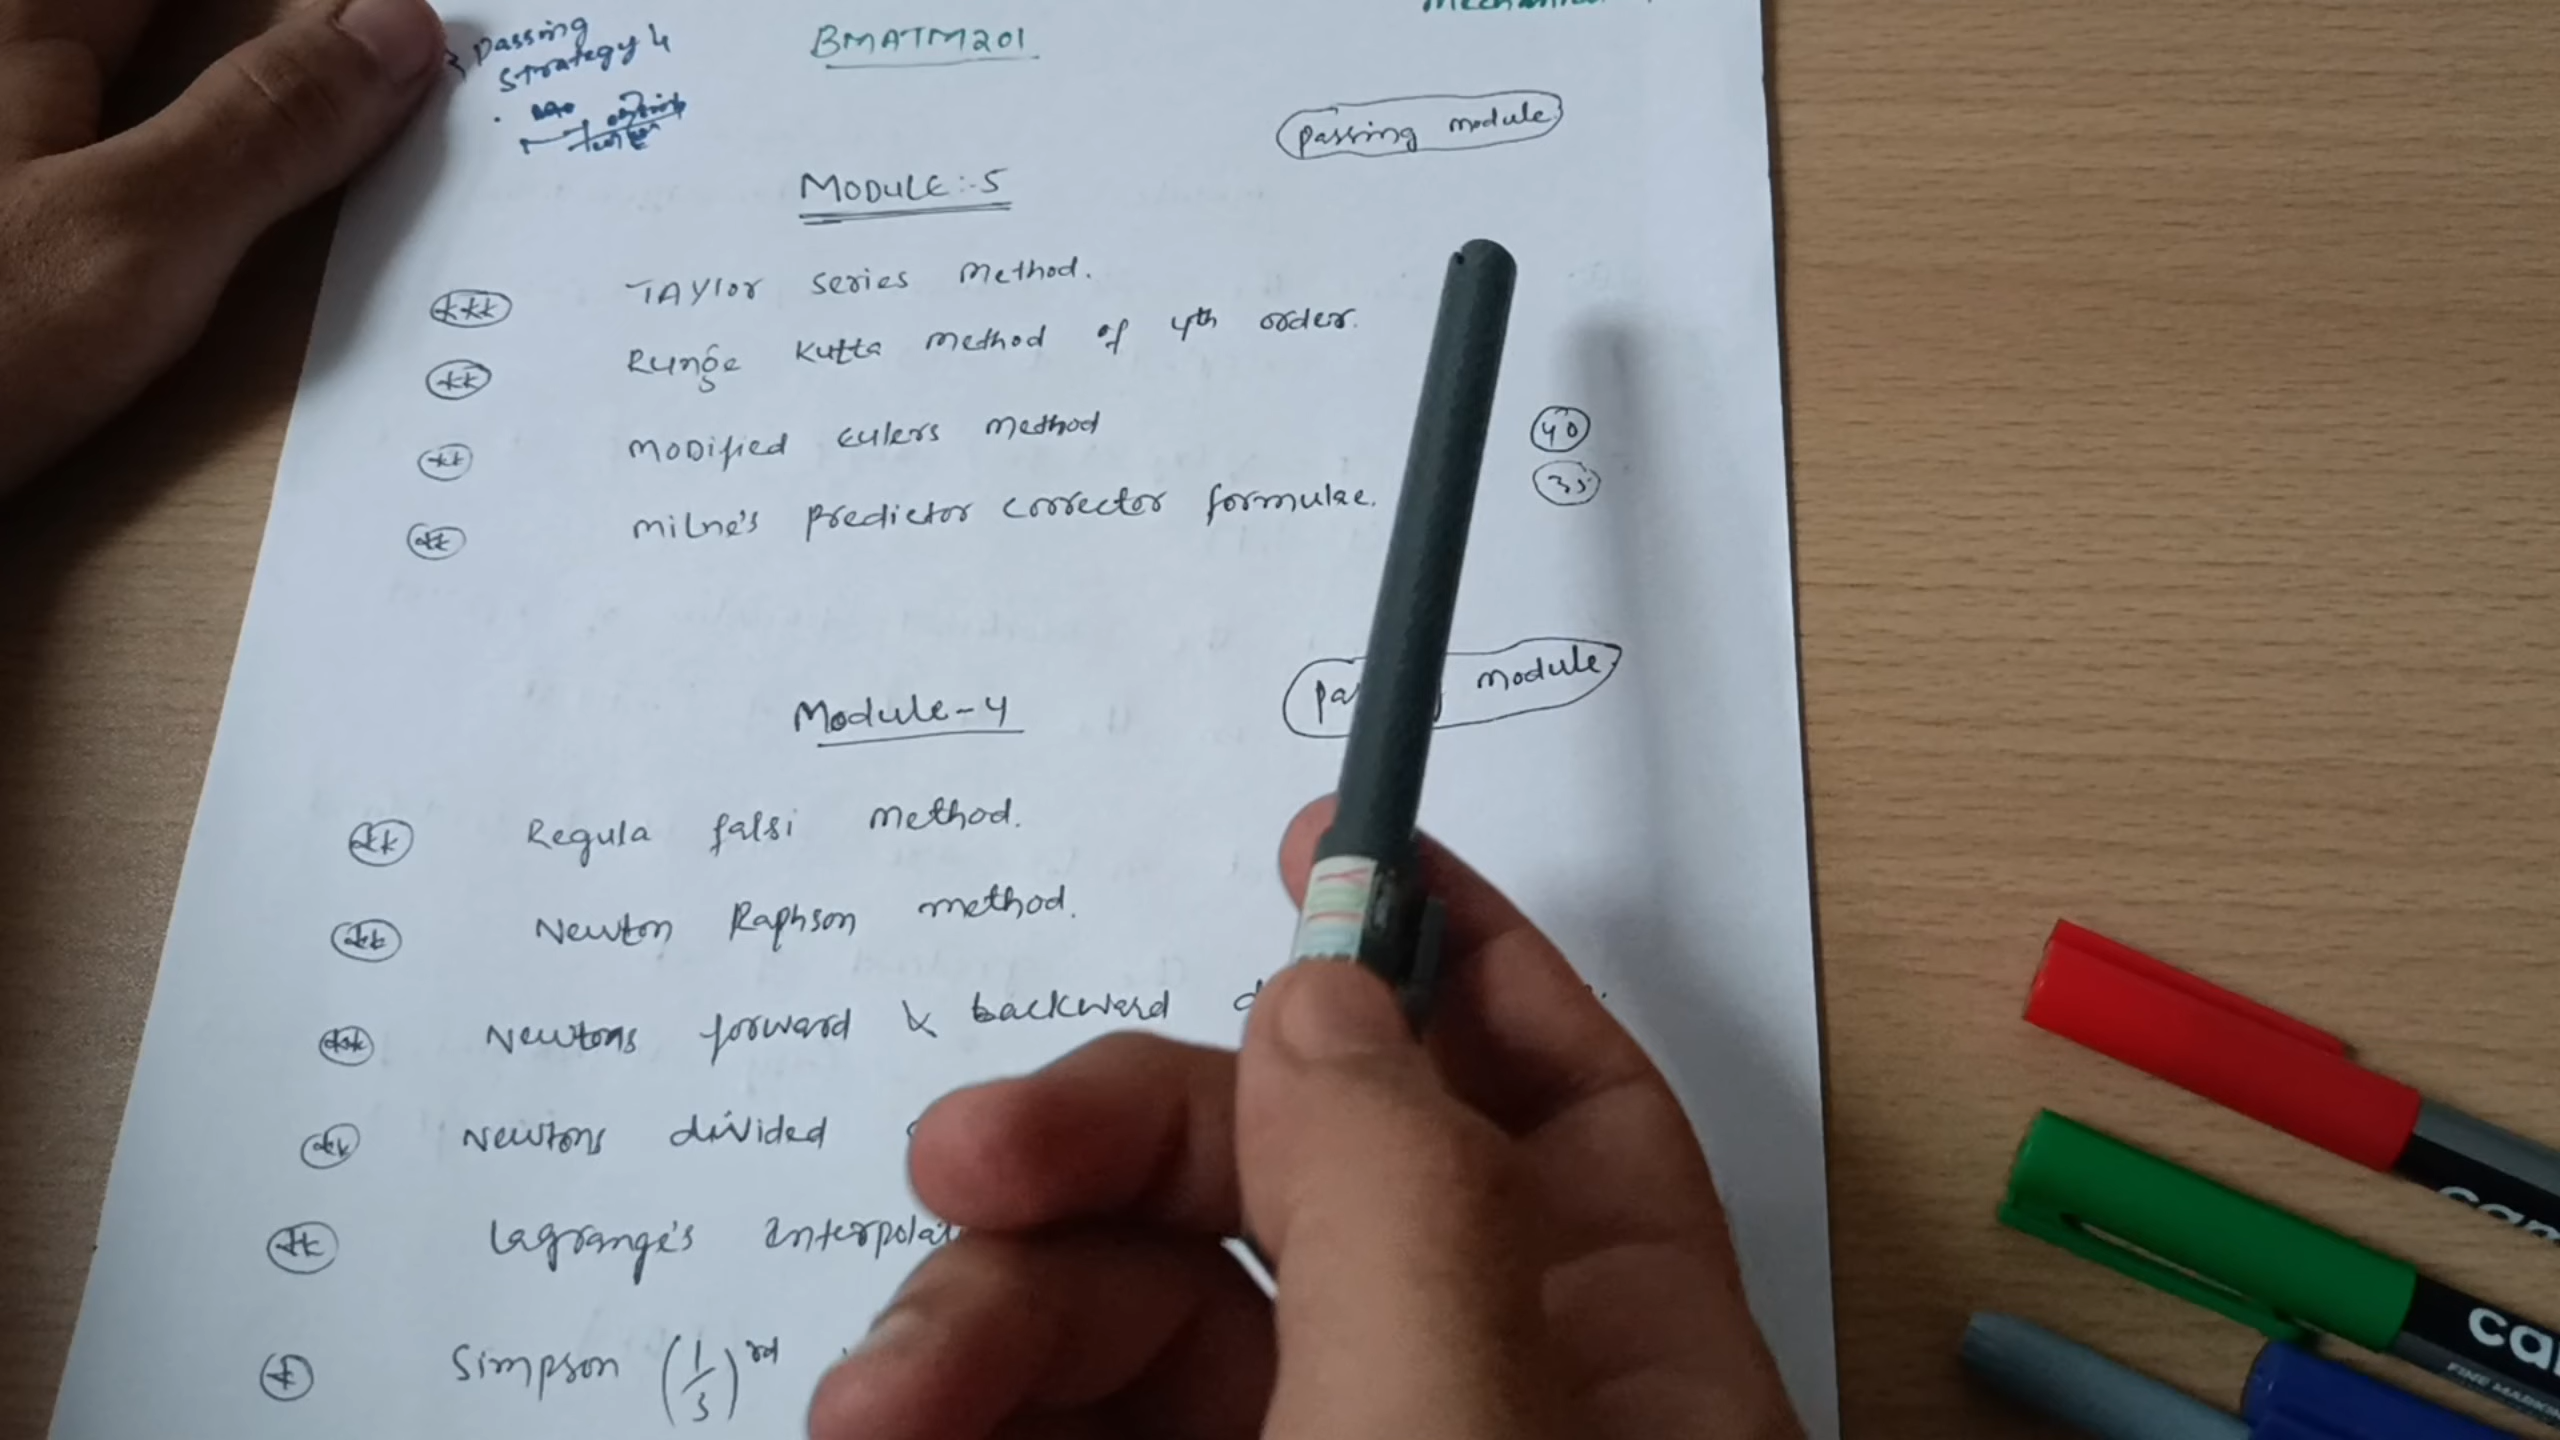 passing
strategy
BMATM201
passing module
MODULE:-5
*** TAYlor series method.
** Runge Kutta method of 4th order.
** MODified eulers method
40
** milne's predictor corrector formulae.
35
Module-4
module
** Regula falsi method.
** Newton Raphson method.
*** Newtons forward & backward
** Newtons divided
** Lagrange's
* Simpson (1/3)rd
FINE MARKER